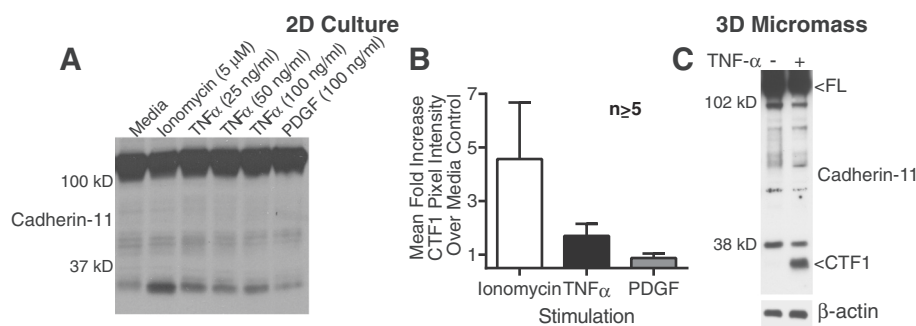 2D Culture
3D Micromass
A
Media
Ionomycin (5 μM)
TNFα (25 ng/ml)
TNFα (50 ng/ml)
TNFα (100 ng/ml)
PDGF (100 ng/ml)
100 kD
Cadherin-11
37 kD
B
Mean Fold Increase
CTF1 Pixel Intensity
Over Media Control
7
5
3
1
n≥5
Ionomycin TNFα PDGF
Stimulation
C
TNF-α - +
<FL
102 kD
Cadherin-11
38 kD
<CTF1
β-actin